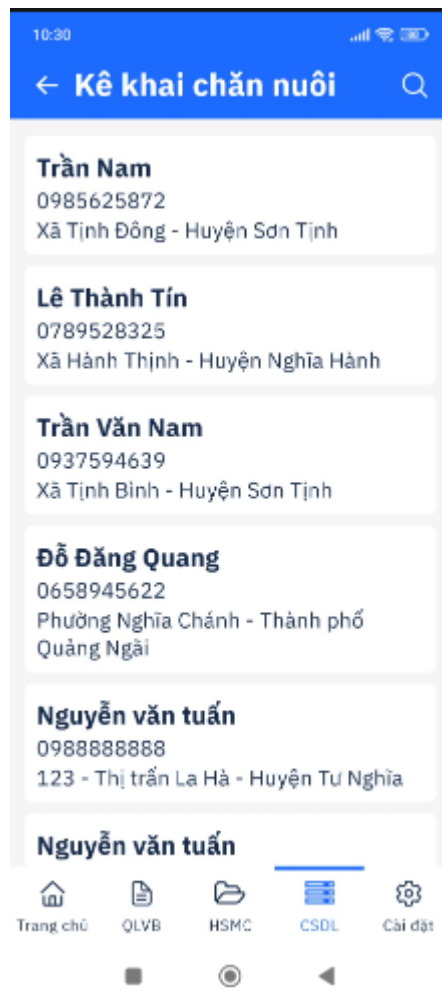 10:30
Kê khai chăn nuôi
Trần Nam
0985625872
Xã Tịnh Đông - Huyện Sơn Tịnh
Lê Thành Tín
0789528325
Xã Hành Thịnh - Huyện Nghĩa Hành
Trần Văn Nam
0937594639
Xã Tịnh Bình - Huyện Sơn Tịnh
Đỗ Đăng Quang
0658945622
Phường Nghĩa Chánh - Thành phố
Quảng Ngãi
Nguyễn văn tuấn
0988888888
123 - Thị trấn La Hà - Huyện Tư Nghĩa
Nguyễn văn tuấn
Trang chủ QLVB HSMC CSDL Cài đặt